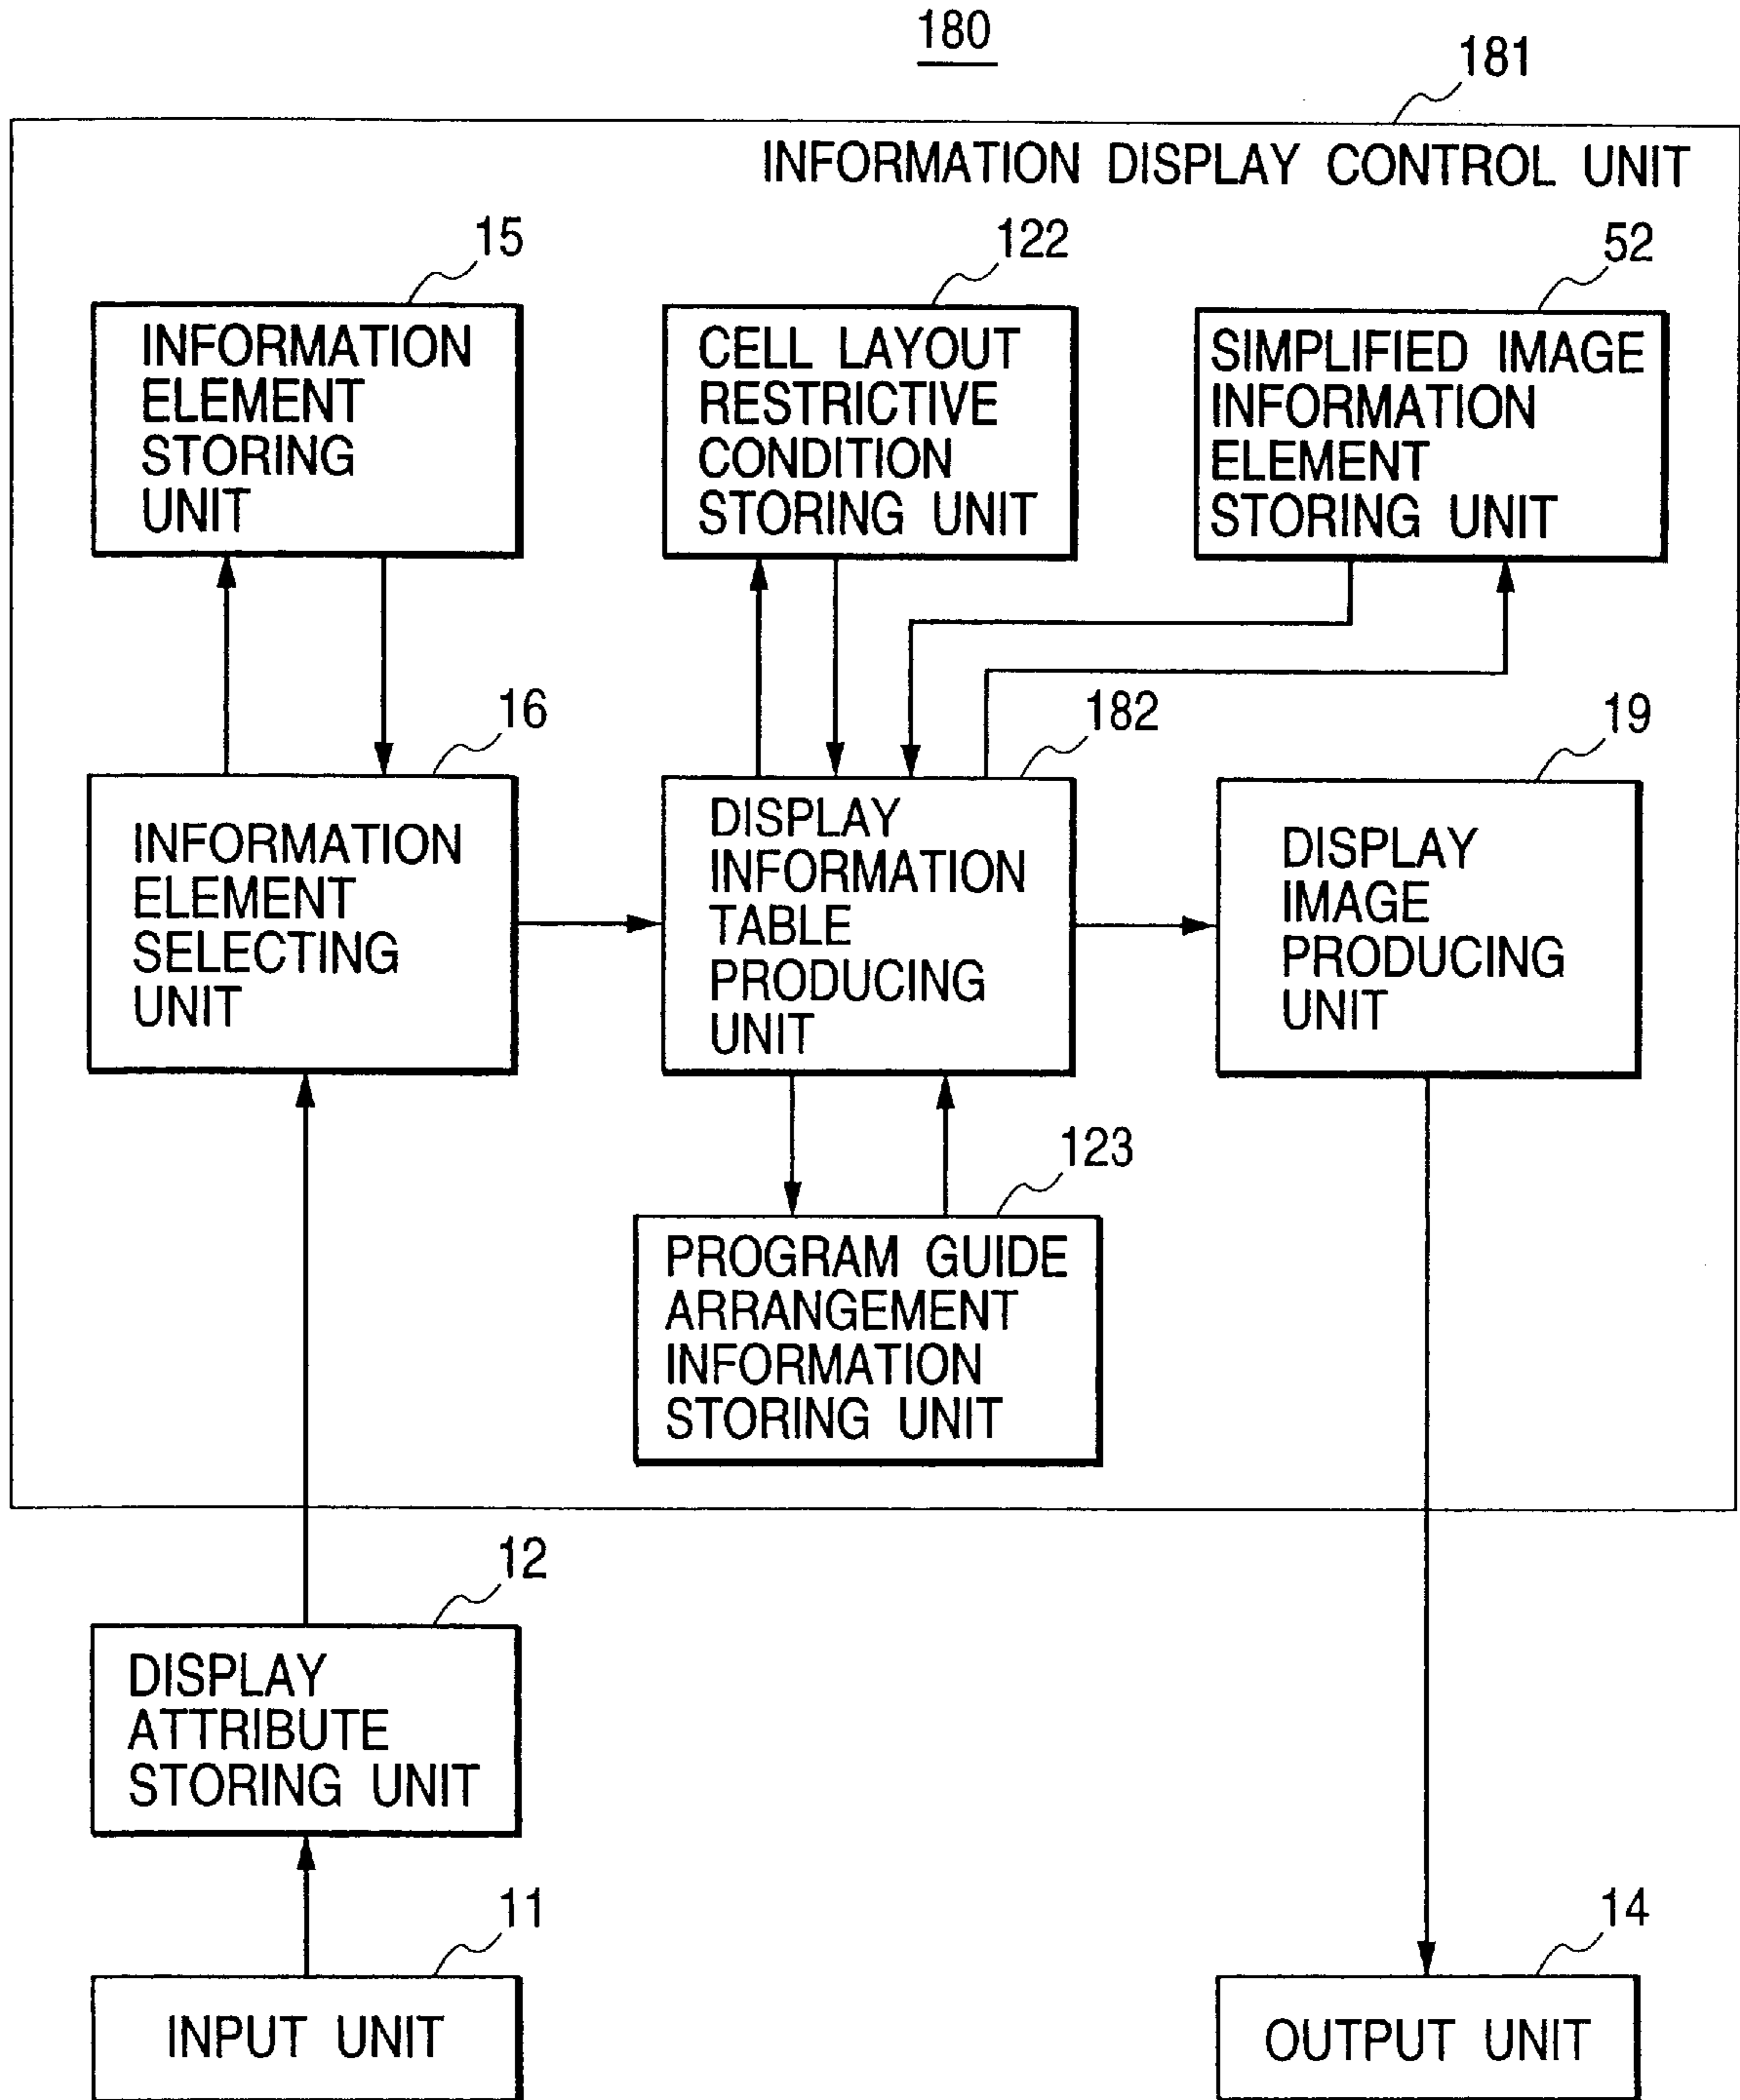 180
181
INFORMATION DISPLAY CONTROL UNIT
15
INFORMATION
ELEMENT
STORING
UNIT
122
CELL LAYOUT
RESTRICTIVE
CONDITION
STORING UNIT
52
SIMPLIFIED IMAGE
INFORMATION
ELEMENT
STORING UNIT
16
INFORMATION
ELEMENT
SELECTING
UNIT
182
DISPLAY
INFORMATION
TABLE
PRODUCING
UNIT
19
DISPLAY
IMAGE
PRODUCING
UNIT
123
PROGRAM GUIDE
ARRANGEMENT
INFORMATION
STORING UNIT
12
DISPLAY
ATTRIBUTE
STORING UNIT
11
INPUT UNIT
14
OUTPUT UNIT